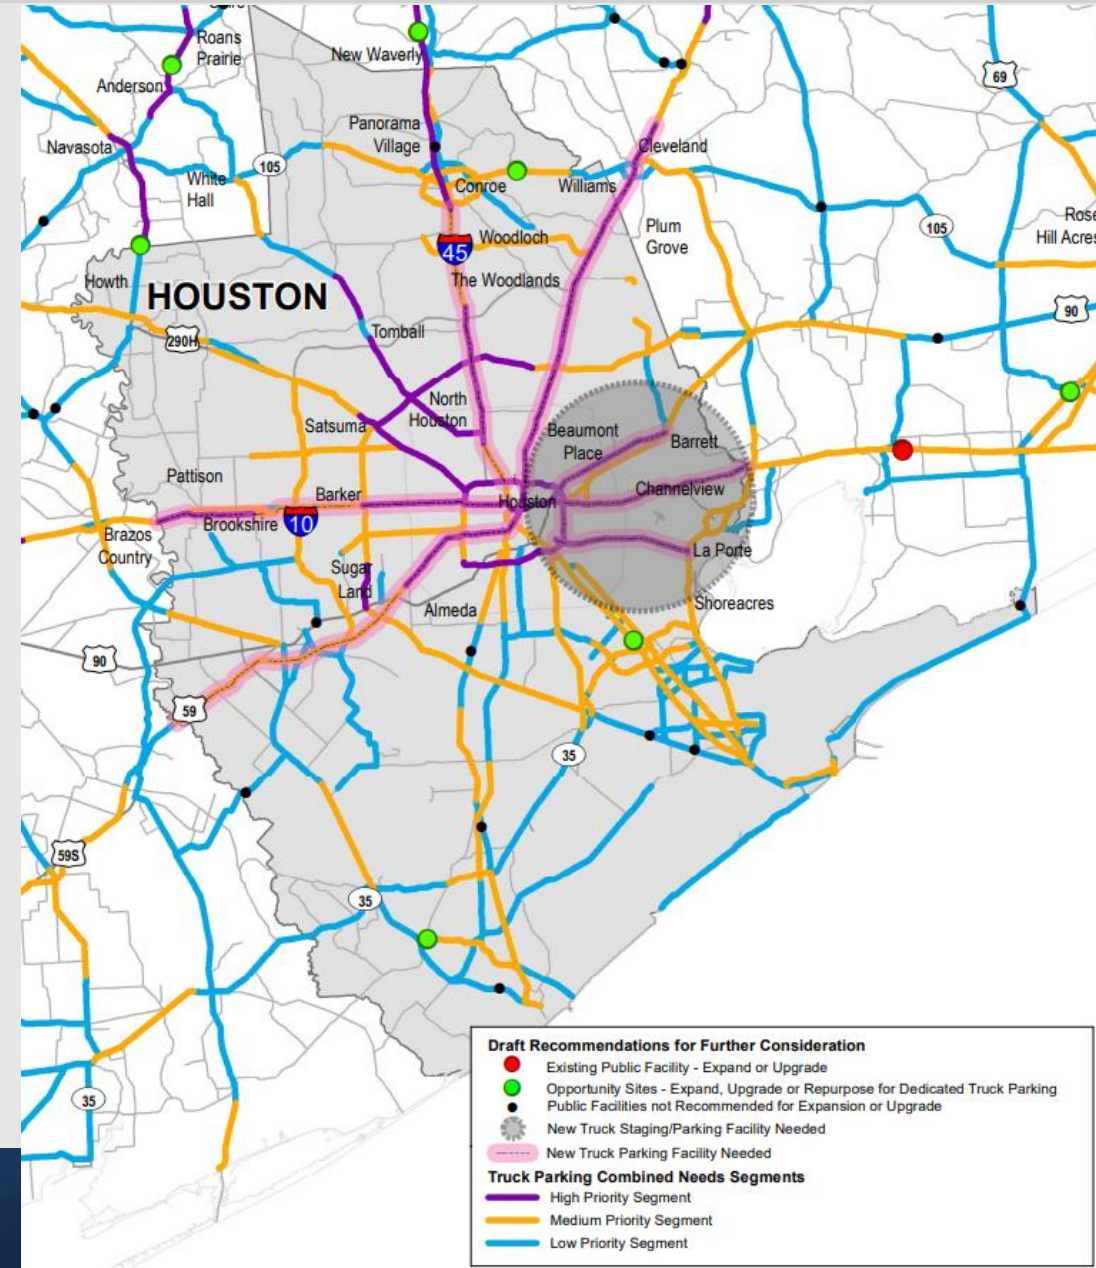 Roans
Prairie
New Waverly
69
Anderson
Panorama
Village
Navasota
Cleveland
105
White
Hall
Conroe
Williams
Rose
Hill Acres
Plum
Grove
105
45
Woodloch
Howth
The Woodlands
HOUSTON
90
290H
Tomball
North
Houston
Satsuma
Beaumont
Place
Barrett
Pattison
Barker
Houston
Channelview
Brookshire
10
Brazos
Country
La Porte
Sugar
Land
Almeda
Shoreacres
90
59
35
59S
35
35
Draft Recommendations for Further Consideration
Existing Public Facility - Expand or Upgrade
Opportunity Sites - Expand, Upgrade or Repurpose for Dedicated Truck Parking
Public Facilities not Recommended for Expansion or Upgrade
New Truck Staging/Parking Facility Needed
New Truck Parking Facility Needed
Truck Parking Combined Needs Segments
High Priority Segment
Medium Priority Segment
Low Priority Segment